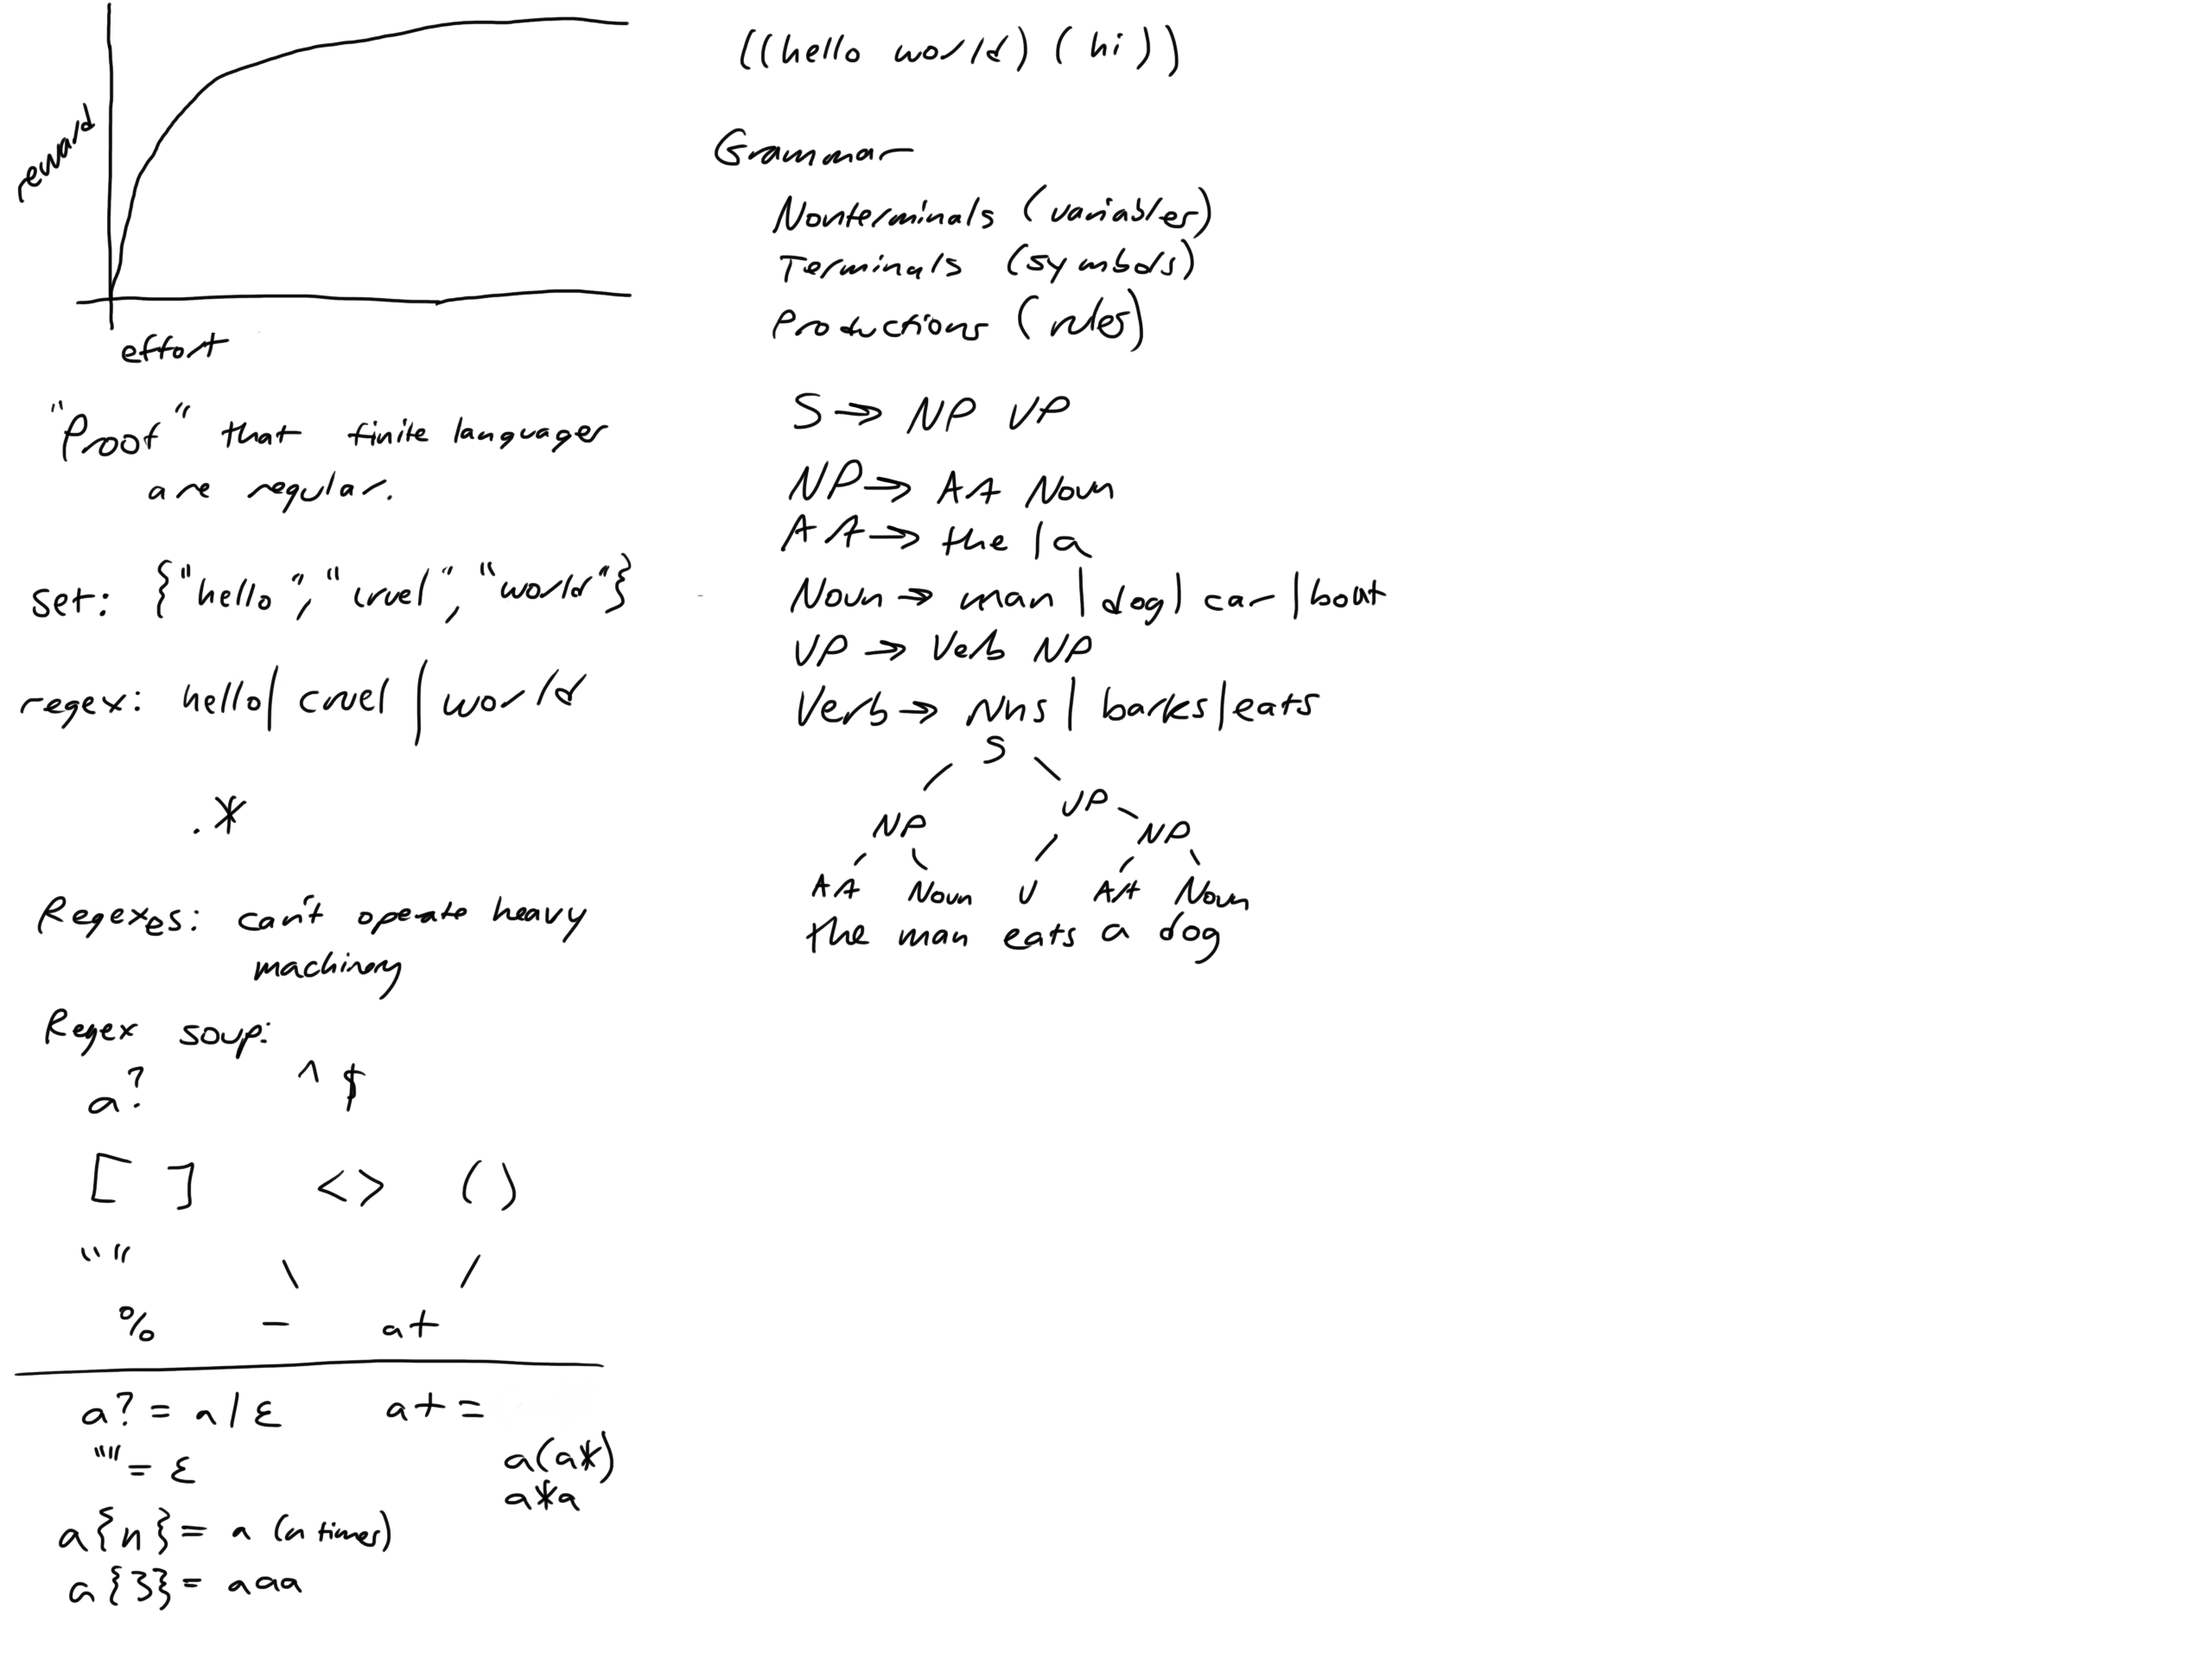 reward
effort
"Proof" that finite languages
are regular.
set: {"hello", "cruel", "world"}
regex: hello | cruel | world
.*
Regexes: can't operate heavy
machinery
Regex soup:
a? ^ $
[ ] <> ()
"" \ /
% - a+
a? = a | ε a+ =
"" = ε a(a*)
a*a
a{n} = a (n times)
a{3} = aaa
((hello world) (hi))
Grammar
Nonterminals (variables)
Terminals (symbols)
Productions (rules)
S → NP VP
NP → AA Noun
AA → the | a
Noun → man | dog | car | boat
VP → Verb NP
Verb → | barks | eats
S
NP VP NP
AA Noun V AA Noun
the man eats a dog